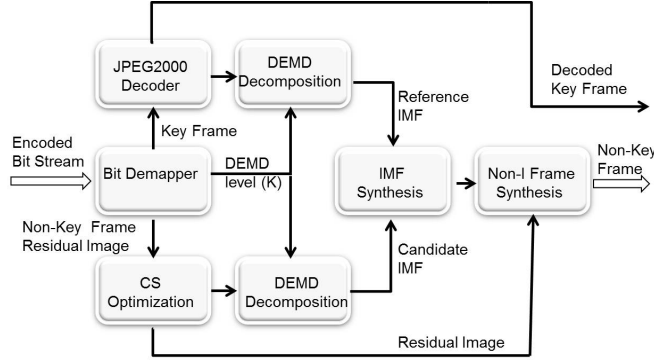 JPEG2000
Decoder
DEMD
Decomposition
Decoded
Key Frame
Reference
IMF
Key Frame
Encoded
Bit Stream
Bit Demapper
DEMD
level (K)
IMF
Synthesis
Non-I Frame
Synthesis
Non-Key
Frame
Non-Key Frame
Residual Image
CS
Optimization
DEMD
Decomposition
Candidate
IMF
Residual Image